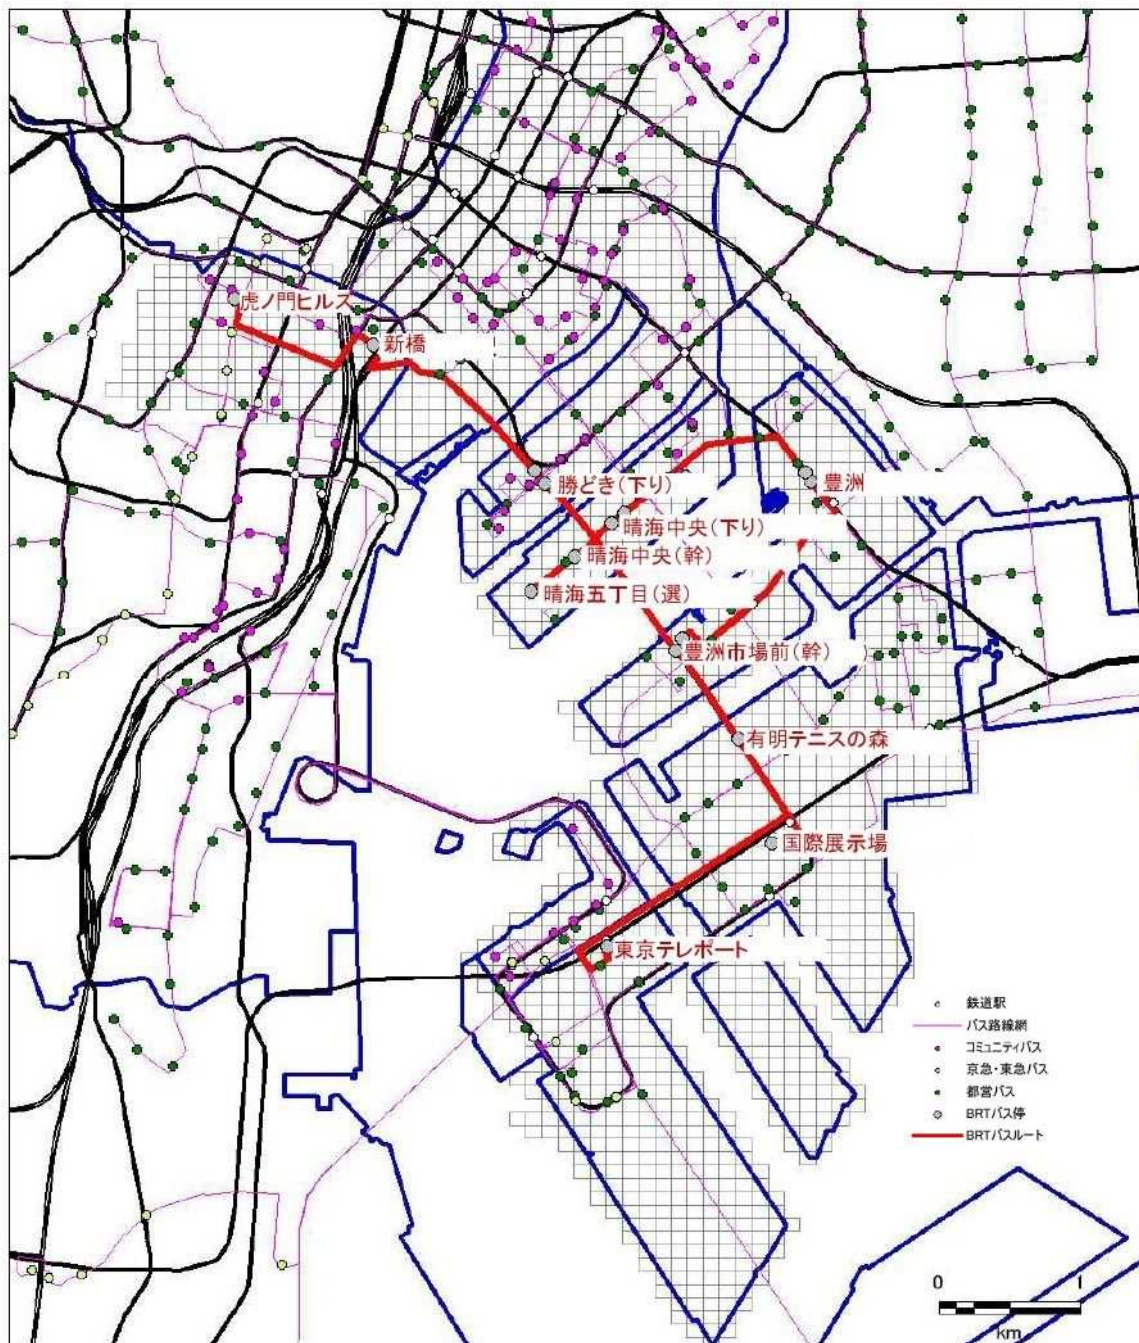 虎ノ門ヒルズ
新橋
勝どき(下り)
豊洲
晴海中央(下り)
晴海中央(幹)
晴海五丁目(選)
豊洲市場前(幹)
有明テニスの森
国際展示場
東京テレポート
鉄道駅
バス路線網
コミュニティバス
京急・東急バス
都営バス
BRTバス停
BRTバスルート
0 1
km